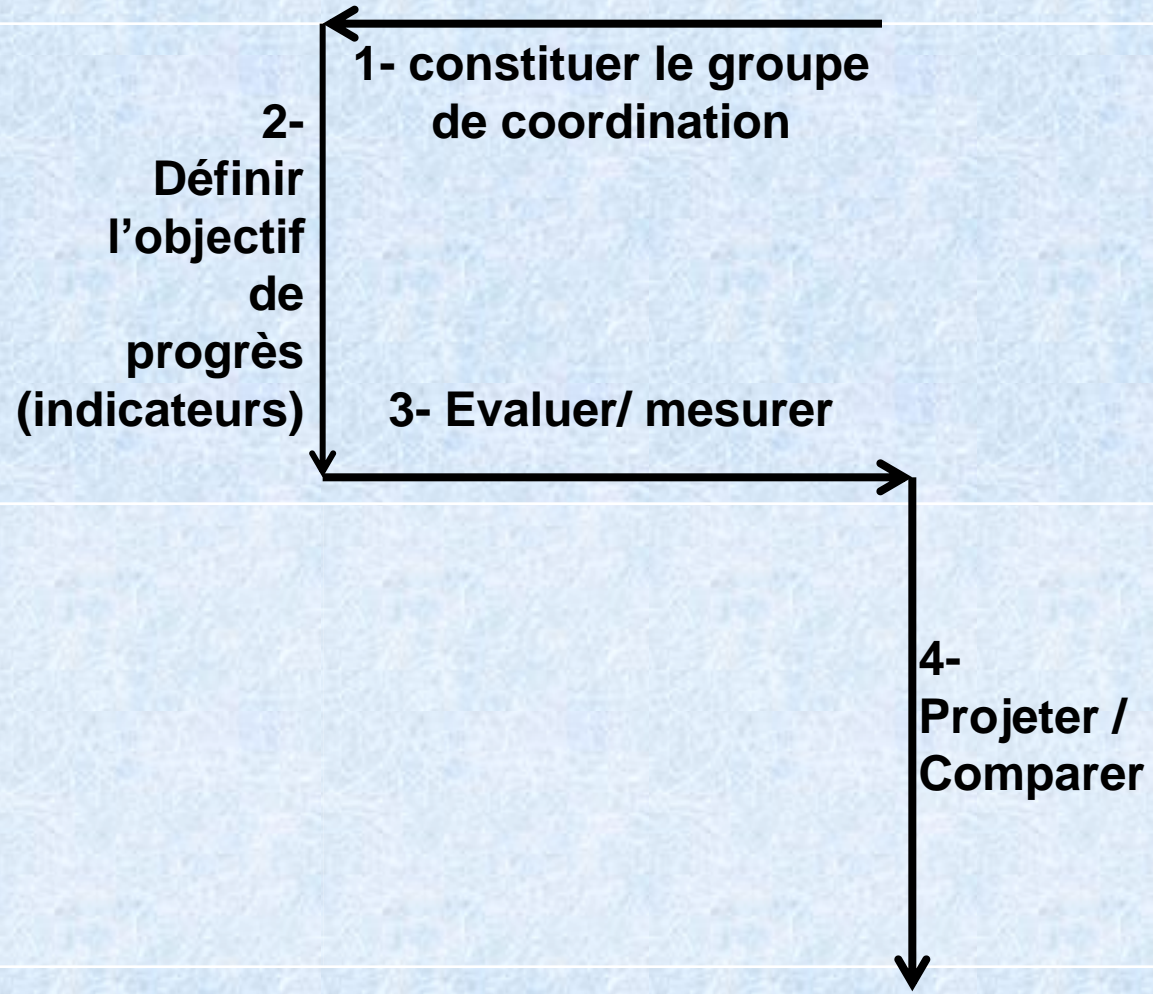 1- constituer le groupe
de coordination
2-
Définir
l’objectif
de
progrès
(indicateurs)
3- Evaluer/ mesurer
4-
Projeter /
Comparer